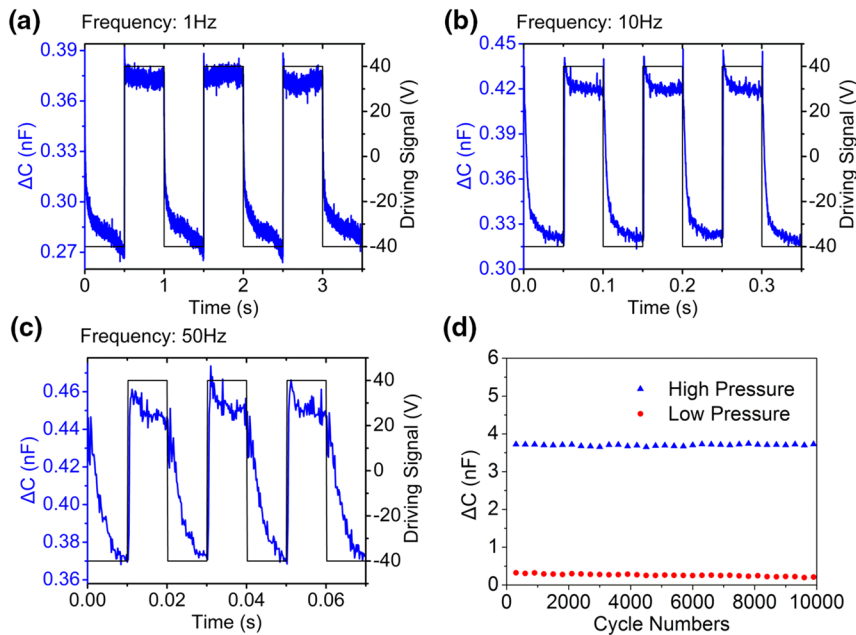 (a) Frequency: 1Hz
0.39
0.37
0.33
0.30
0.27
ΔC (nF)
40
20
0
-20
-40
Driving Signal (V)
0 1 2 3
Time (s)
(b) Frequency: 10Hz
0.45
0.42
0.41
0.36
0.33
0.30
ΔC (nF)
40
20
0
-20
-40
Driving Signal (V)
0.0 0.1 0.2 0.3
Time (s)
(c) Frequency: 50Hz
0.46
0.44
0.41
0.39
0.37
0.36
ΔC (nF)
40
20
0
-20
-40
Driving Signal (V)
0.00 0.02 0.04 0.06
Time (s)
(d)
6
5
4
3
2
1
0
ΔC (nF)
High Pressure
Low Pressure
0 2000 4000 6000 8000 10000
Cycle Numbers